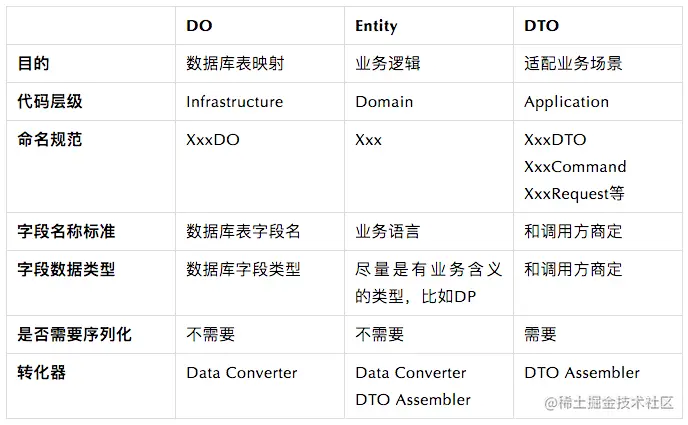 DO Entity DTO
目的 数据库表映射 业务逻辑 适配业务场景
代码层级 Infrastructure Domain Application
命名规范 XxxDO Xxx XxxDTO
XxxCommand
XxxRequest等
字段名称标准 数据库表字段名 业务语言 和调用方商定
字段数据类型 数据库字段类型 尽量是有业务含义 和调用方商定
的类型，比如DP
是否需要序列化 不需要 不需要 需要
转化器 Data Converter Data Converter DTO Assembler
DTO Assembler
@稀土掘金技术社区